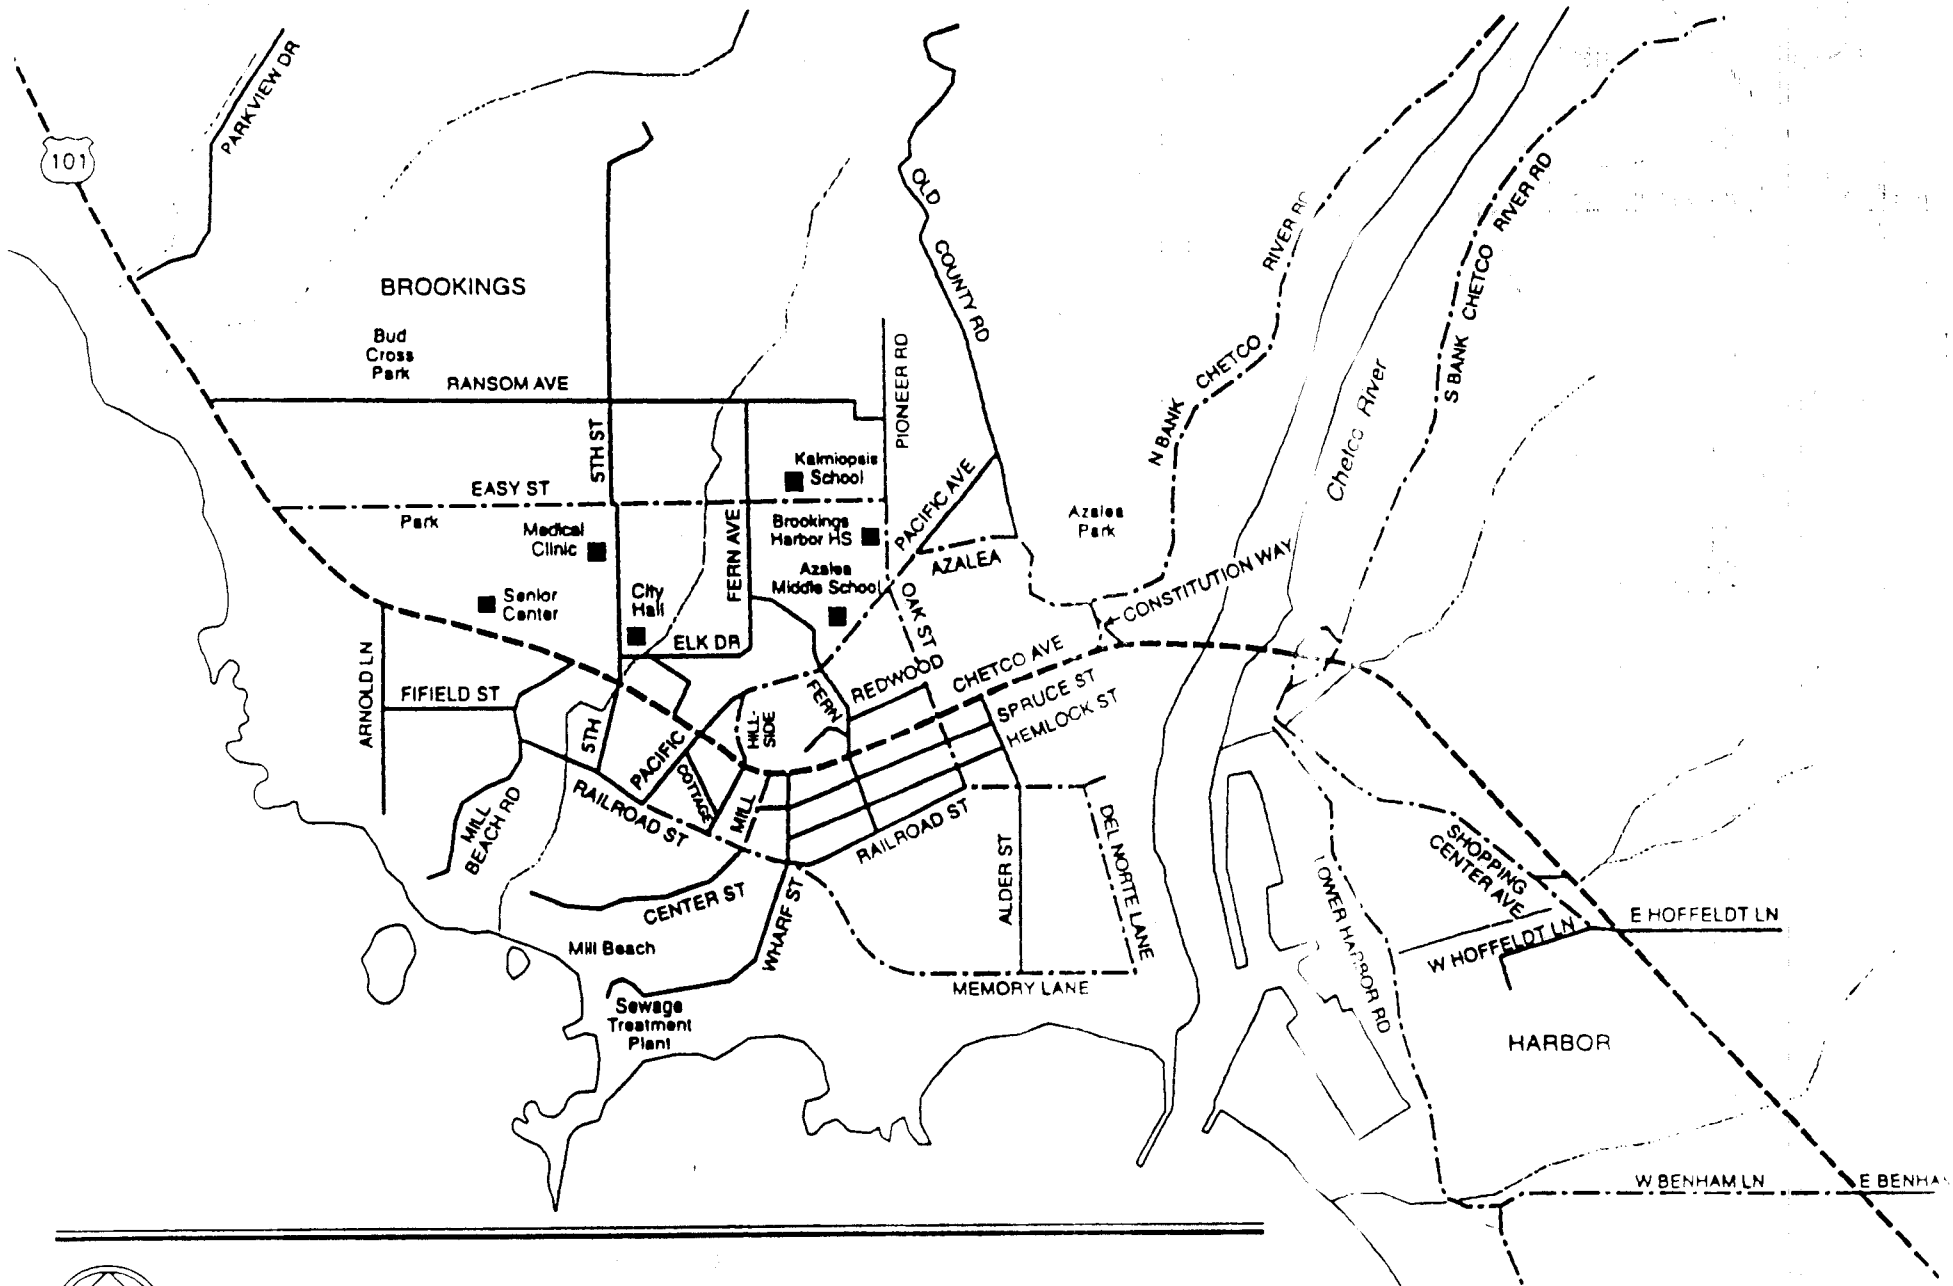 PARKVIEW DR
101
OLD
COUNTY RD
RIVER RD
S BANK CHETCO RIVER RD
BROOKINGS
Bud
Cross
Park
RANSOM AVE
PIONEER RD
N BANK CHETCO
Chetco River
5TH ST
Kalmiopsis
School
EASY ST
Park
Medical
Clinic
FERN AVE
Brookings
Harbor HS
PACIFIC AVE
Azalea
Park
AZALEA
Azalea
Middle School
CONSTITUTION WAY
Senior
Center
City
Hall
OAK ST
ELK DR
ARNOLD LN
FIFIELD ST
5TH
PACIFIC
HILL-
SIDE
FERN
REDWOOD
CHETCO AVE
SPRUCE ST
HEMLOCK ST
COTTAGE
MILL
MILL
BEACH RD
RAILROAD ST
RAILROAD ST
ALDER ST
DEL NORTE LANE
LOWER HARBOR RD
SHOPPING
CENTER AVE
CENTER ST
WHARF ST
E HOFFELDT LN
W HOFFELDT LN
Mill Beach
MEMORY LANE
Sewage
Treatment
Plant
HARBOR
W BENHAM LN
E BENHA